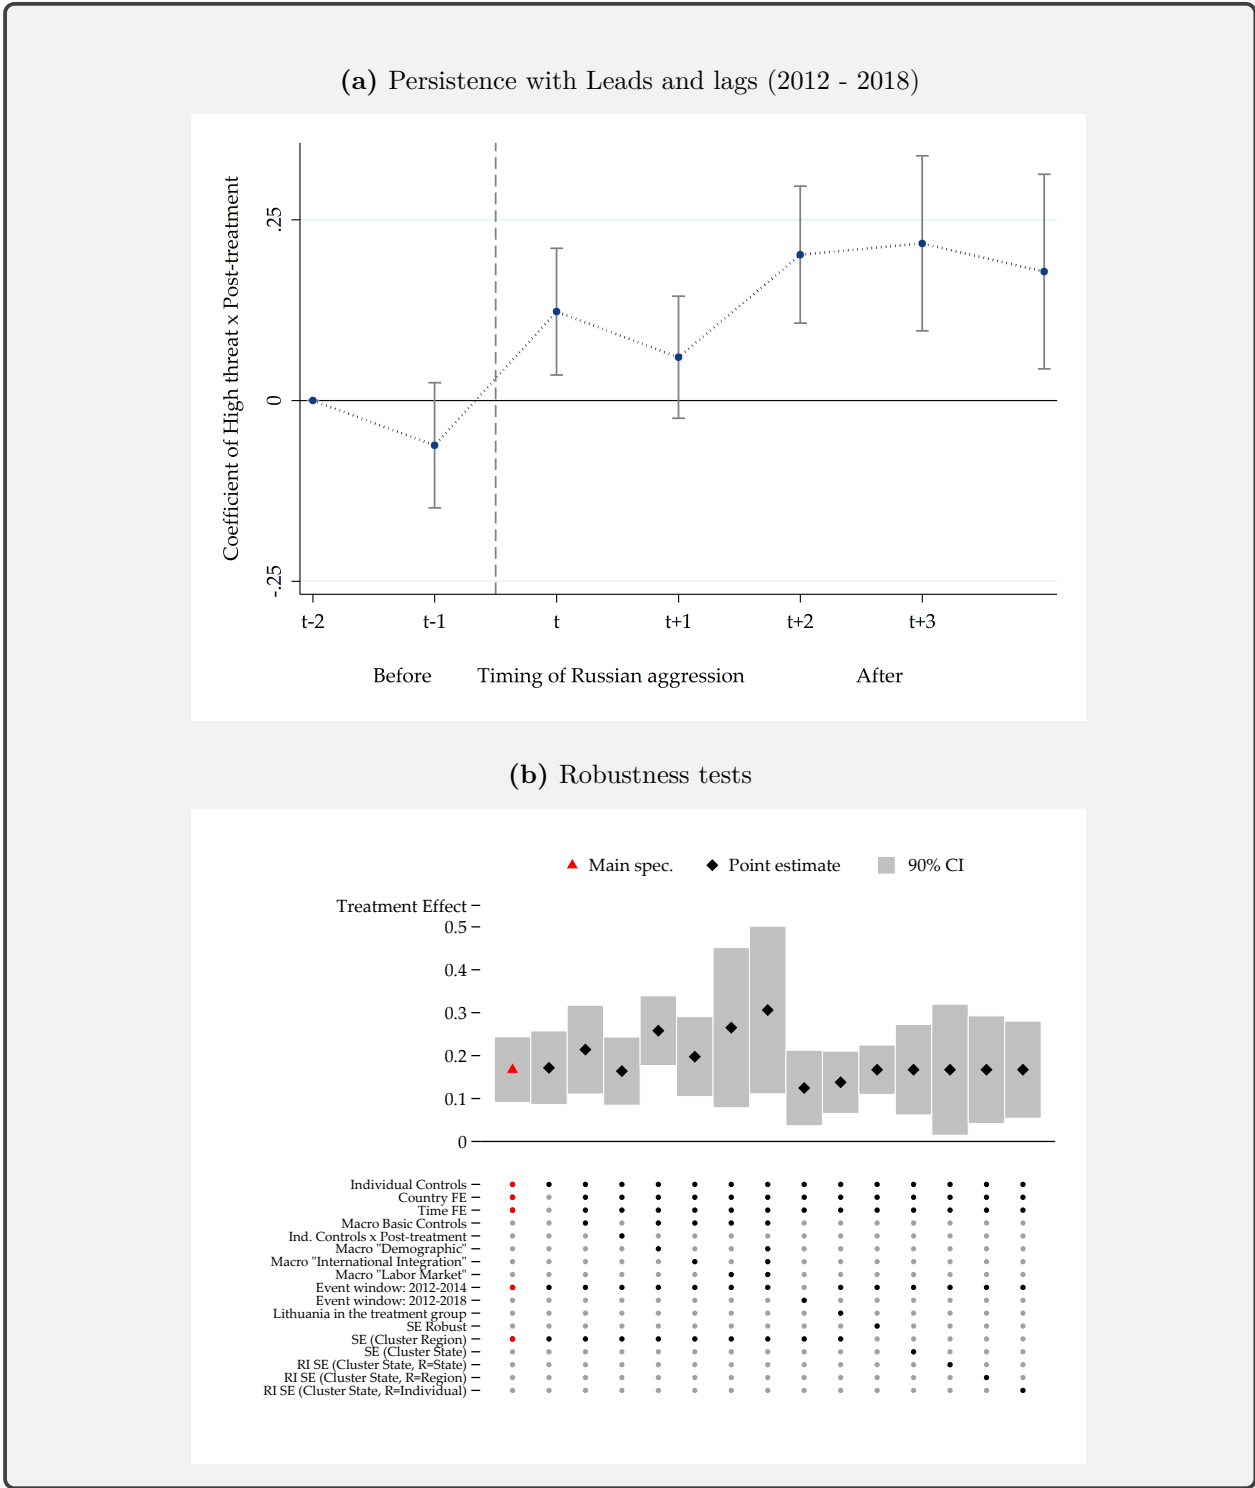 (a) Persistence with Leads and lags (2012 - 2018)
Coefficient of High threat x Post-treatment
.25
0
-.25
t-2 t-1 t t+1 t+2 t+3
Before Timing of Russian aggression After
(b) Robustness tests
Main spec. Point estimate 90% CI
Treatment Effect
0.5
0.4
0.3
0.2
0.1
0
Individual Controls
Country FE
Time FE
Macro Basic Controls
Ind. Controls x Post-treatment
Macro "Demographic"
Macro "International Integration"
Macro "Labor Market"
Event window: 2012-2014
Event window: 2012-2018
Lithuania in the treatment group
SE Robust
SE (Cluster Region)
SE (Cluster State)
RI SE (Cluster State, R=State)
RI SE (Cluster State, R=Region)
RI SE (Cluster State, R=Individual)